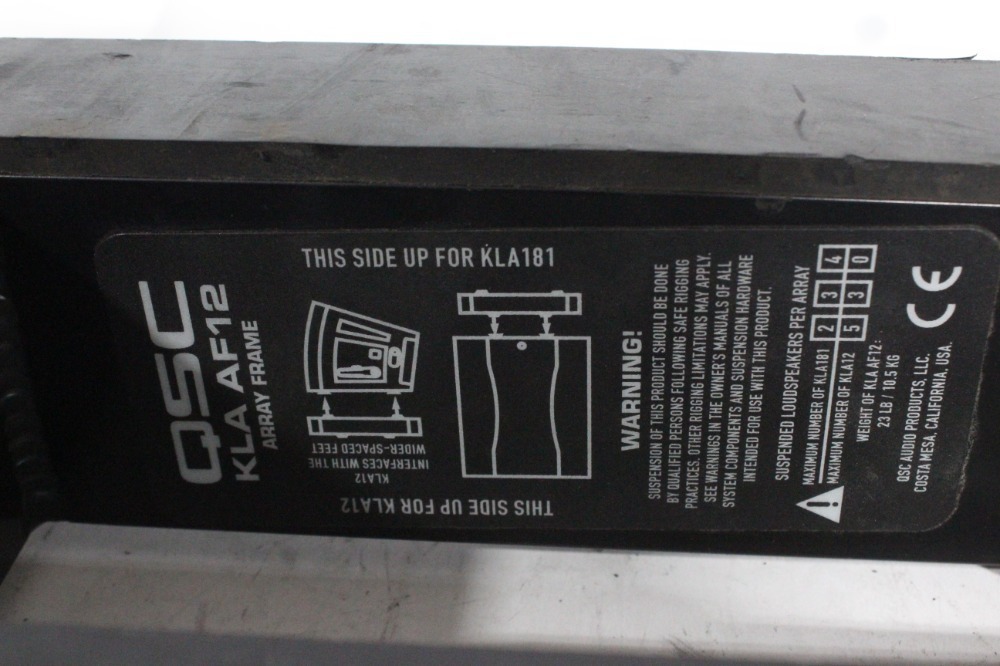 QSC
KLA AF12
ARRAY FRAME
THIS SIDE UP FOR KLA181
THIS SIDE UP FOR KLA12
KLA12
INTERFACES WITH THE
WIDER-SPACED FEET
WARNING!
SUSPENSION OF THIS PRODUCT SHOULD BE DONE
BY QUALIFIED PERSONS FOLLOWING SAFE RIGGING
PRACTICES. OTHER RIGGING LIMITATIONS MAY APPLY.
SEE WARNINGS IN THE OWNER'S MANUALS OF ALL
SYSTEM COMPONENTS AND SUSPENSION HARDWARE
INTENDED FOR USE WITH THIS PRODUCT.
SUSPENDED LOUDSPEAKERS PER ARRAY
MAXIMUM NUMBER OF KLA181 2 3 4
MAXIMUM NUMBER OF KLA12 5 3 0
WEIGHT OF KLA AF12:
23 LB / 10.5 KG
QSC AUDIO PRODUCTS, LLC.
COSTA MESA, CALIFORNIA. USA.
CE